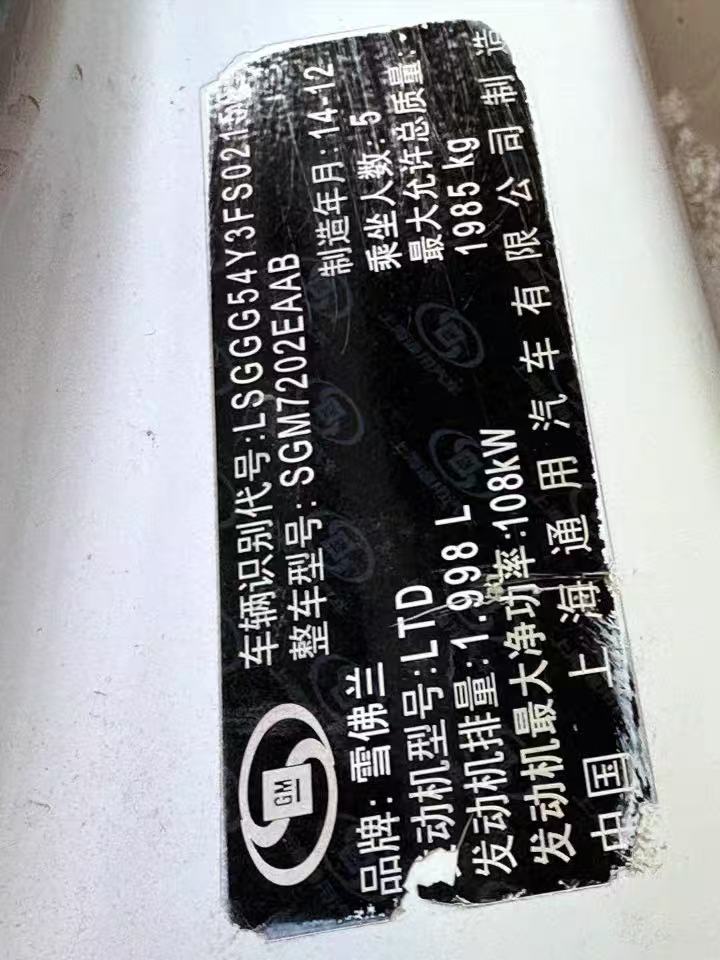 车辆识别代号:LSGGG54Y3FS0215
整车型号:SGM7202EAAB
GM
品牌:雪佛兰
制造年月:14-12
发动机型号:LTD
乘坐人数:5
发动机排量:1.998 L
最大允许总质量:
发动机最大净功率:108kW
1985 kg
中国 上海通用汽车有限公司制造